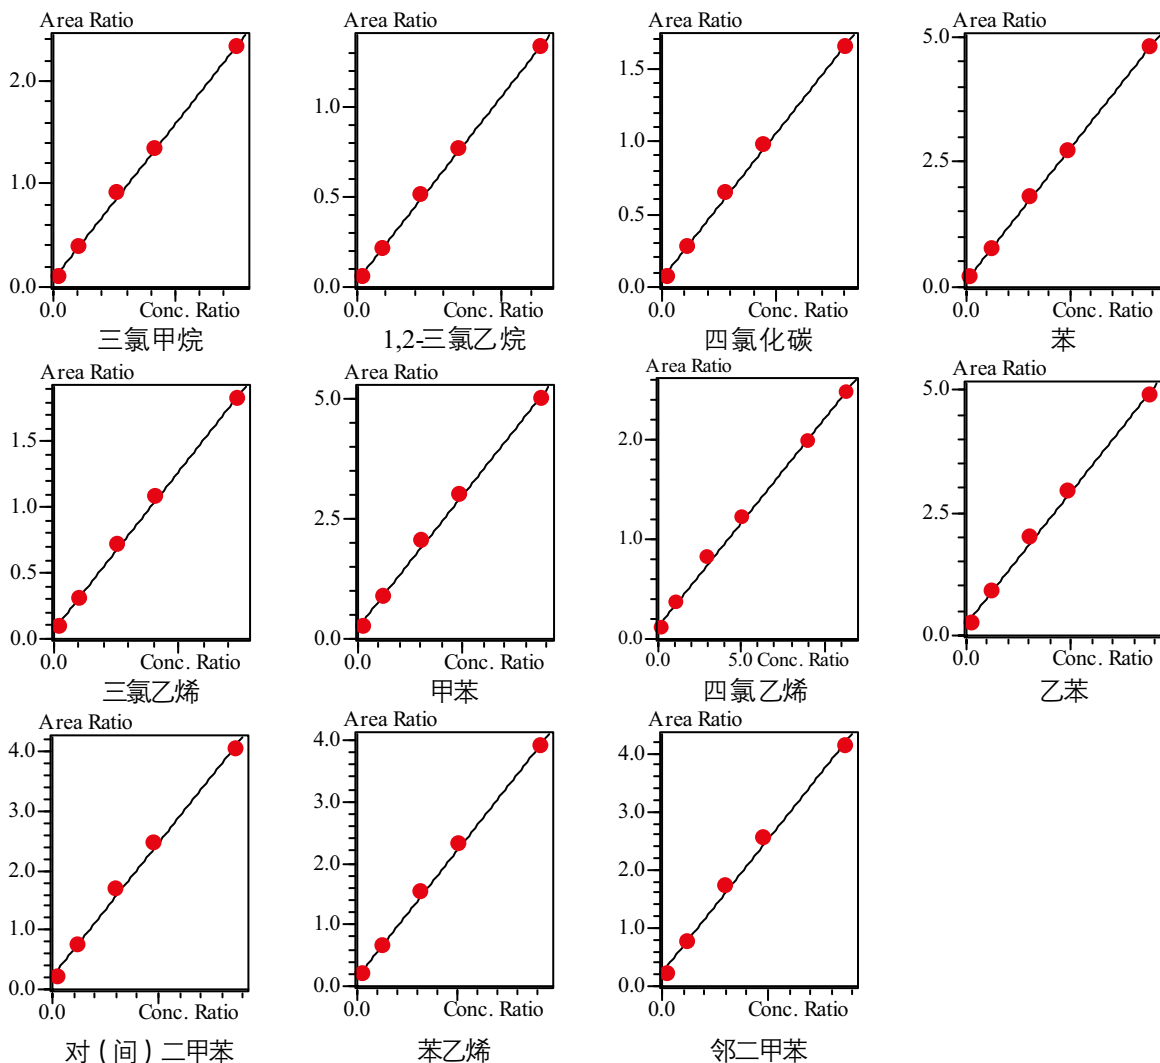 Area Ratio
2.0
1.0
0.0
0.0
Conc. Ratio
三氯甲烷
Area Ratio
1.0
0.5
0.0
0.0
Conc. Ratio
1,2-三氯乙烷
Area Ratio
1.5
1.0
0.5
0.0
0.0
Conc. Ratio
四氯化碳
Area Ratio
5.0
2.5
0.0
0.0
Conc. Ratio
苯
Area Ratio
1.5
1.0
0.5
0.0
0.0
Conc. Ratio
三氯乙烯
Area Ratio
5.0
2.5
0.0
0.0
Conc. Ratio
甲苯
Area Ratio
2.0
1.0
0.0
0.0
5.0 Conc. Ratio
四氯乙烯
Area Ratio
5.0
2.5
0.0
0.0
Conc. Ratio
乙苯
Area Ratio
4.0
3.0
2.0
1.0
0.0
0.0
Conc. Ratio
对(间)二甲苯
Area Ratio
4.0
3.0
2.0
1.0
0.0
0.0
Conc. Ratio
苯乙烯
Area Ratio
4.0
3.0
2.0
1.0
0.0
0.0
Conc. Ratio
邻二甲苯